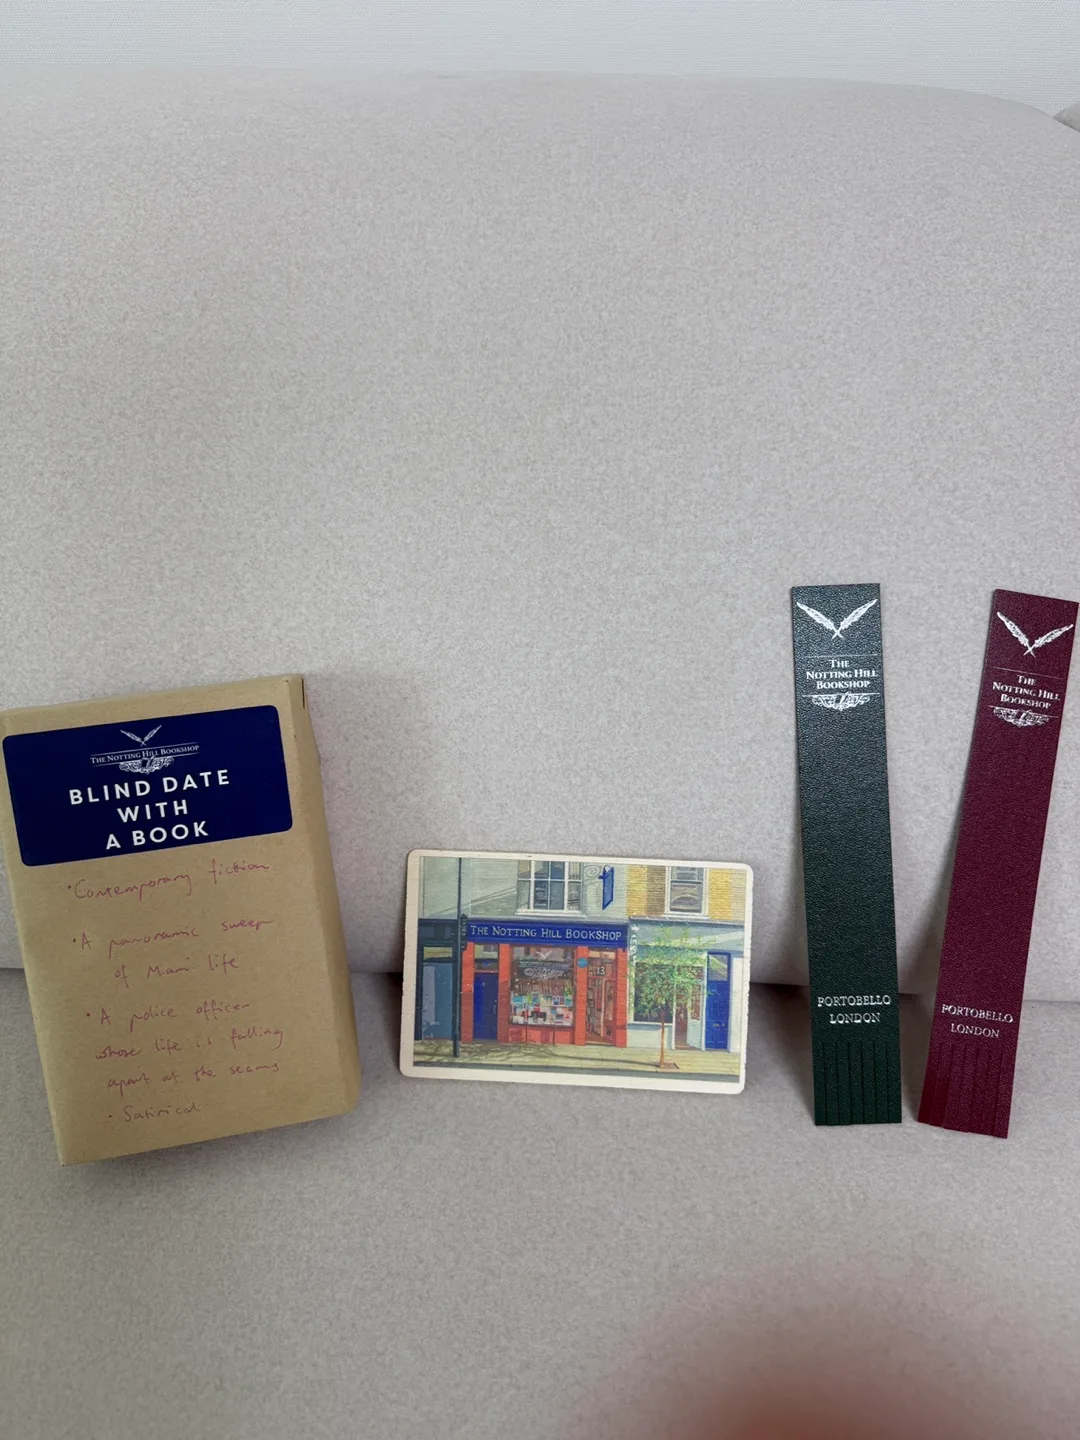 THE NOTTING HILL BOOKSHOP
BLIND DATE
WITH
A BOOK
• Contemporary fiction
• A panoramic sweep
of Miami life
• A police officer
whose life is falling
apart at the seams
• Satirical
THE NOTTING HILL BOOKSHOP
13
THE
NOTTING HILL
BOOKSHOP
PORTOBELLO
LONDON
THE
NOTTING HILL
BOOKSHOP
PORTOBELLO
LONDON